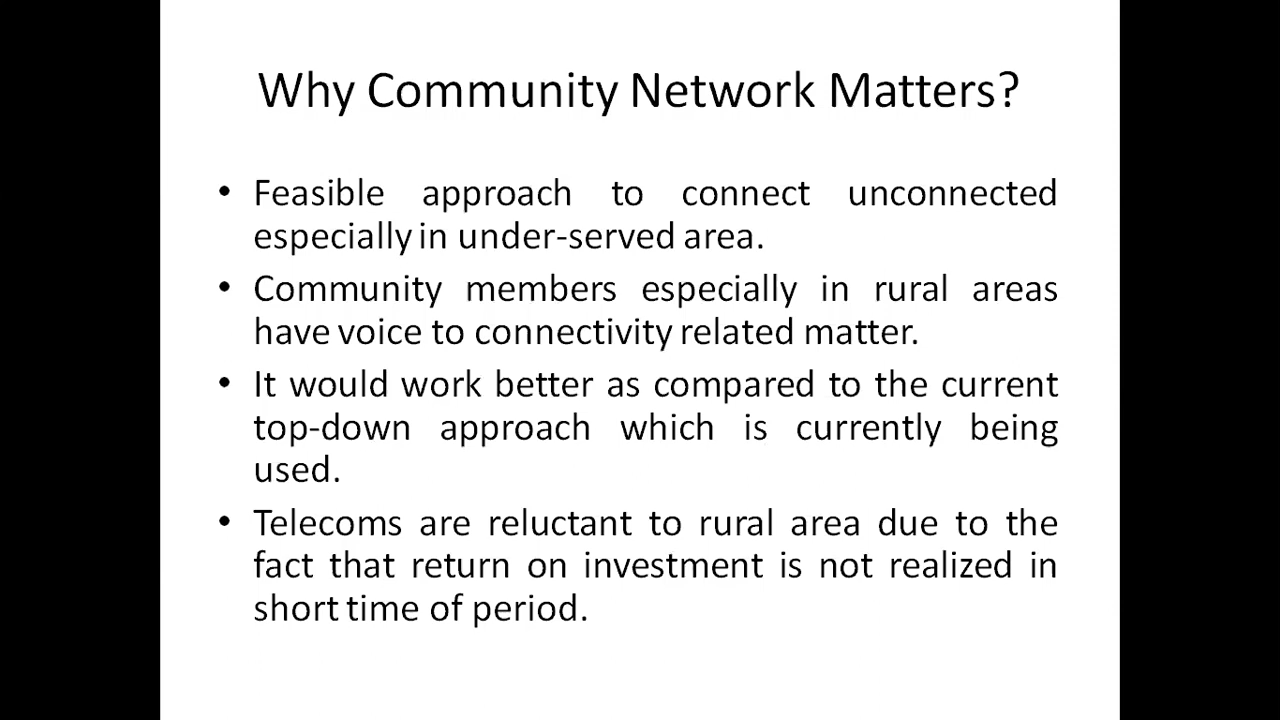 Why Community Network Matters?
• Feasible approach to connect unconnected
especially in under-served area.
• Community members especially in rural areas
have voice to connectivity related matter.
• It would work better as compared to the current
top-down approach which is currently being
used.
• Telecoms are reluctant to rural area due to the
fact that return on investment is not realized in
short time of period.